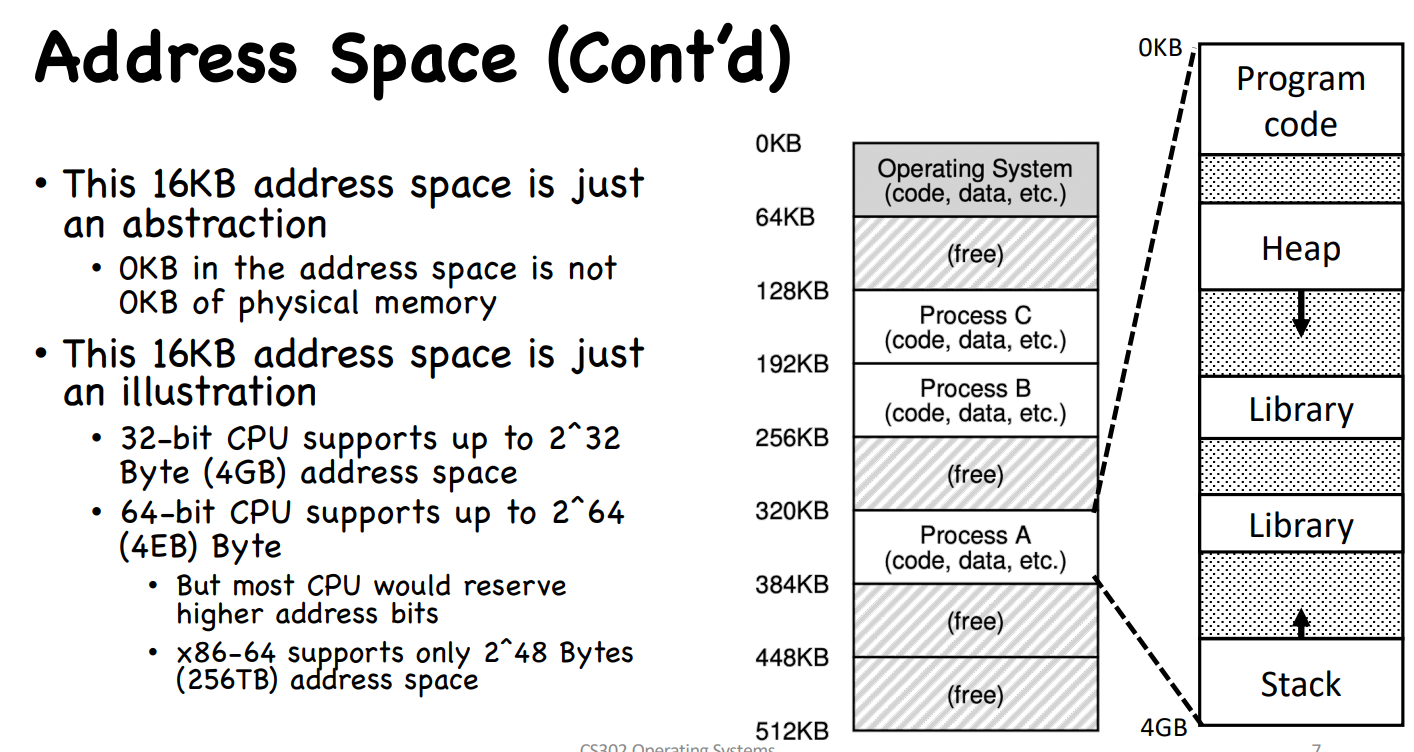 Address Space (Cont'd)
• This 16KB address space is just
an abstraction
• 0KB in the address space is not
0KB of physical memory
• This 16KB address space is just
an illustration
• 32-bit CPU supports up to 2^32
Byte (4GB) address space
• 64-bit CPU supports up to 2^64
(4EB) Byte
• But most CPU would reserve
higher address bits
• x86-64 supports only 2^48 Bytes
(256TB) address space
0KB
Operating System
(code, data, etc.)
64KB
(free)
128KB
Process C
(code, data, etc.)
192KB
Process B
(code, data, etc.)
256KB
(free)
320KB
Process A
(code, data, etc.)
384KB
(free)
448KB
(free)
512KB
0KB
Program
code
Heap
Library
Library
Stack
4GB
CS302 Operating Systems
7